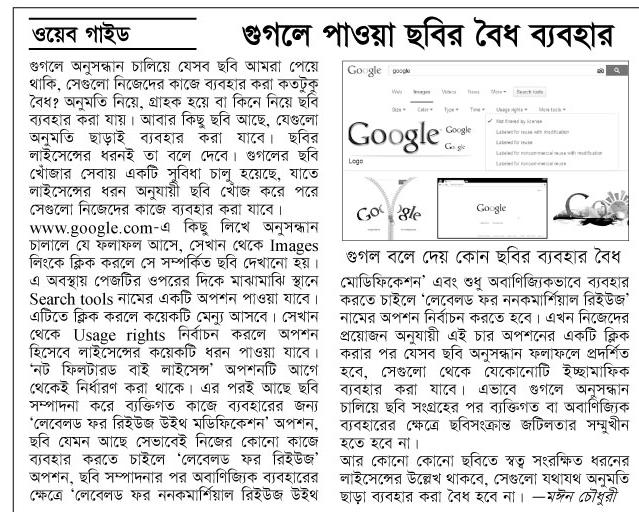 ওয়েব গাইড
গুগলে পাওয়া ছবির বৈধ ব্যবহার
গুগলে অনুসন্ধান চালিয়ে যেসব ছবি আমরা পেয়ে
থাকি, সেগুলো নিজেদের কাজে ব্যবহার করা কতটুকু
বৈধ? অনুমতি নিয়ে, গ্রাহক হয়ে বা কিনে নিয়ে ছবি
ব্যবহার করা যায়। আবার কিছু ছবি আছে, যেগুলো
অনুমতি ছাড়াই ব্যবহার করা যাবে। ছবির
লাইসেন্সের ধরনই তা বলে দেবে। গুগলের ছবি
খোঁজার সেবায় একটি সুবিধা চালু হয়েছে, যাতে
লাইসেন্সের ধরন অনুযায়ী ছবি খোঁজ করে পরে
সেগুলো নিজেদের কাজে ব্যবহার করা যাবে।
www.google.com-এ কিছু লিখে অনুসন্ধান
চালালে যে ফলাফল আসে, সেখান থেকে Images
লিংকে ক্লিক করলে সে সম্পর্কিত ছবি দেখানো হয়।
এ অবস্থায় পেজটির ওপরের দিকে মাঝামাঝি স্থানে
Search tools নামের একটি অপশন পাওয়া যাবে।
এটিতে ক্লিক করলে কয়েকটি মেন্যু আসবে। সেখান
থেকে Usage rights নির্বাচন করলে অপশন
হিসেবে লাইসেন্সের কয়েকটি ধরন পাওয়া যাবে।
‘নট ফিলটারড বাই লাইসেন্স’ অপশনটি আগে
থেকেই নির্ধারণ করা থাকে। এর পরই আছে ছবি
সম্পাদনা করে ব্যক্তিগত কাজে ব্যবহারের জন্য
‘লেবেলড ফর রিইউজ উইথ মডিফিকেশন’ অপশন,
ছবি যেমন আছে সেভাবেই নিজের কোনো কাজে
ব্যবহার করতে চাইলে ‘লেবেলড ফর রিইউজ’
অপশন, ছবি সম্পাদনার পর অবাণিজ্যিক ব্যবহারের
ক্ষেত্রে ‘লেবেলড ফর ননকমার্শিয়াল রিইউজ উইথ
Google
google
Web Images Videos News More Search tools
Size Color Type Time Usage rights More tools
Not filtered by license
Labeled for reuse with modification
Labeled for reuse
Labeled for noncommercial reuse with modification
Labeled for noncommercial reuse
Google
Google
Google
Logo
Google
Google
গুগল বলে দেয় কোন ছবির ব্যবহার বৈধ
মোডিফিকেশন’ এবং শুধু অবাণিজ্যিকভাবে ব্যবহার
করতে চাইলে ‘লেবেলড ফর ননকমার্শিয়াল রিইউজ’
নামের অপশন নির্বাচন করতে হবে। এখন নিজেদের
প্রয়োজন অনুযায়ী এই চার অপশনের একটি ক্লিক
করার পর যেসব ছবি অনুসন্ধান ফলাফলে প্রদর্শিত
হবে, সেগুলো থেকে যেকোনোটি ইচ্ছামাফিক
ব্যবহার করা যাবে। এভাবে গুগলে অনুসন্ধান
চালিয়ে ছবি সংগ্রহের পর ব্যক্তিগত বা অবাণিজ্যিক
ব্যবহারের ক্ষেত্রে ছবিসংক্রান্ত জটিলতার সম্মুখীন
হতে হবে না।
আর কোনো কোনো ছবিতে স্বত্ব সংরক্ষিত ধরনের
লাইসেন্সের উল্লেখ থাকবে, সেগুলো যথাযথ অনুমতি
ছাড়া ব্যবহার করা বৈধ হবে না। —মঈন চৌধুরী